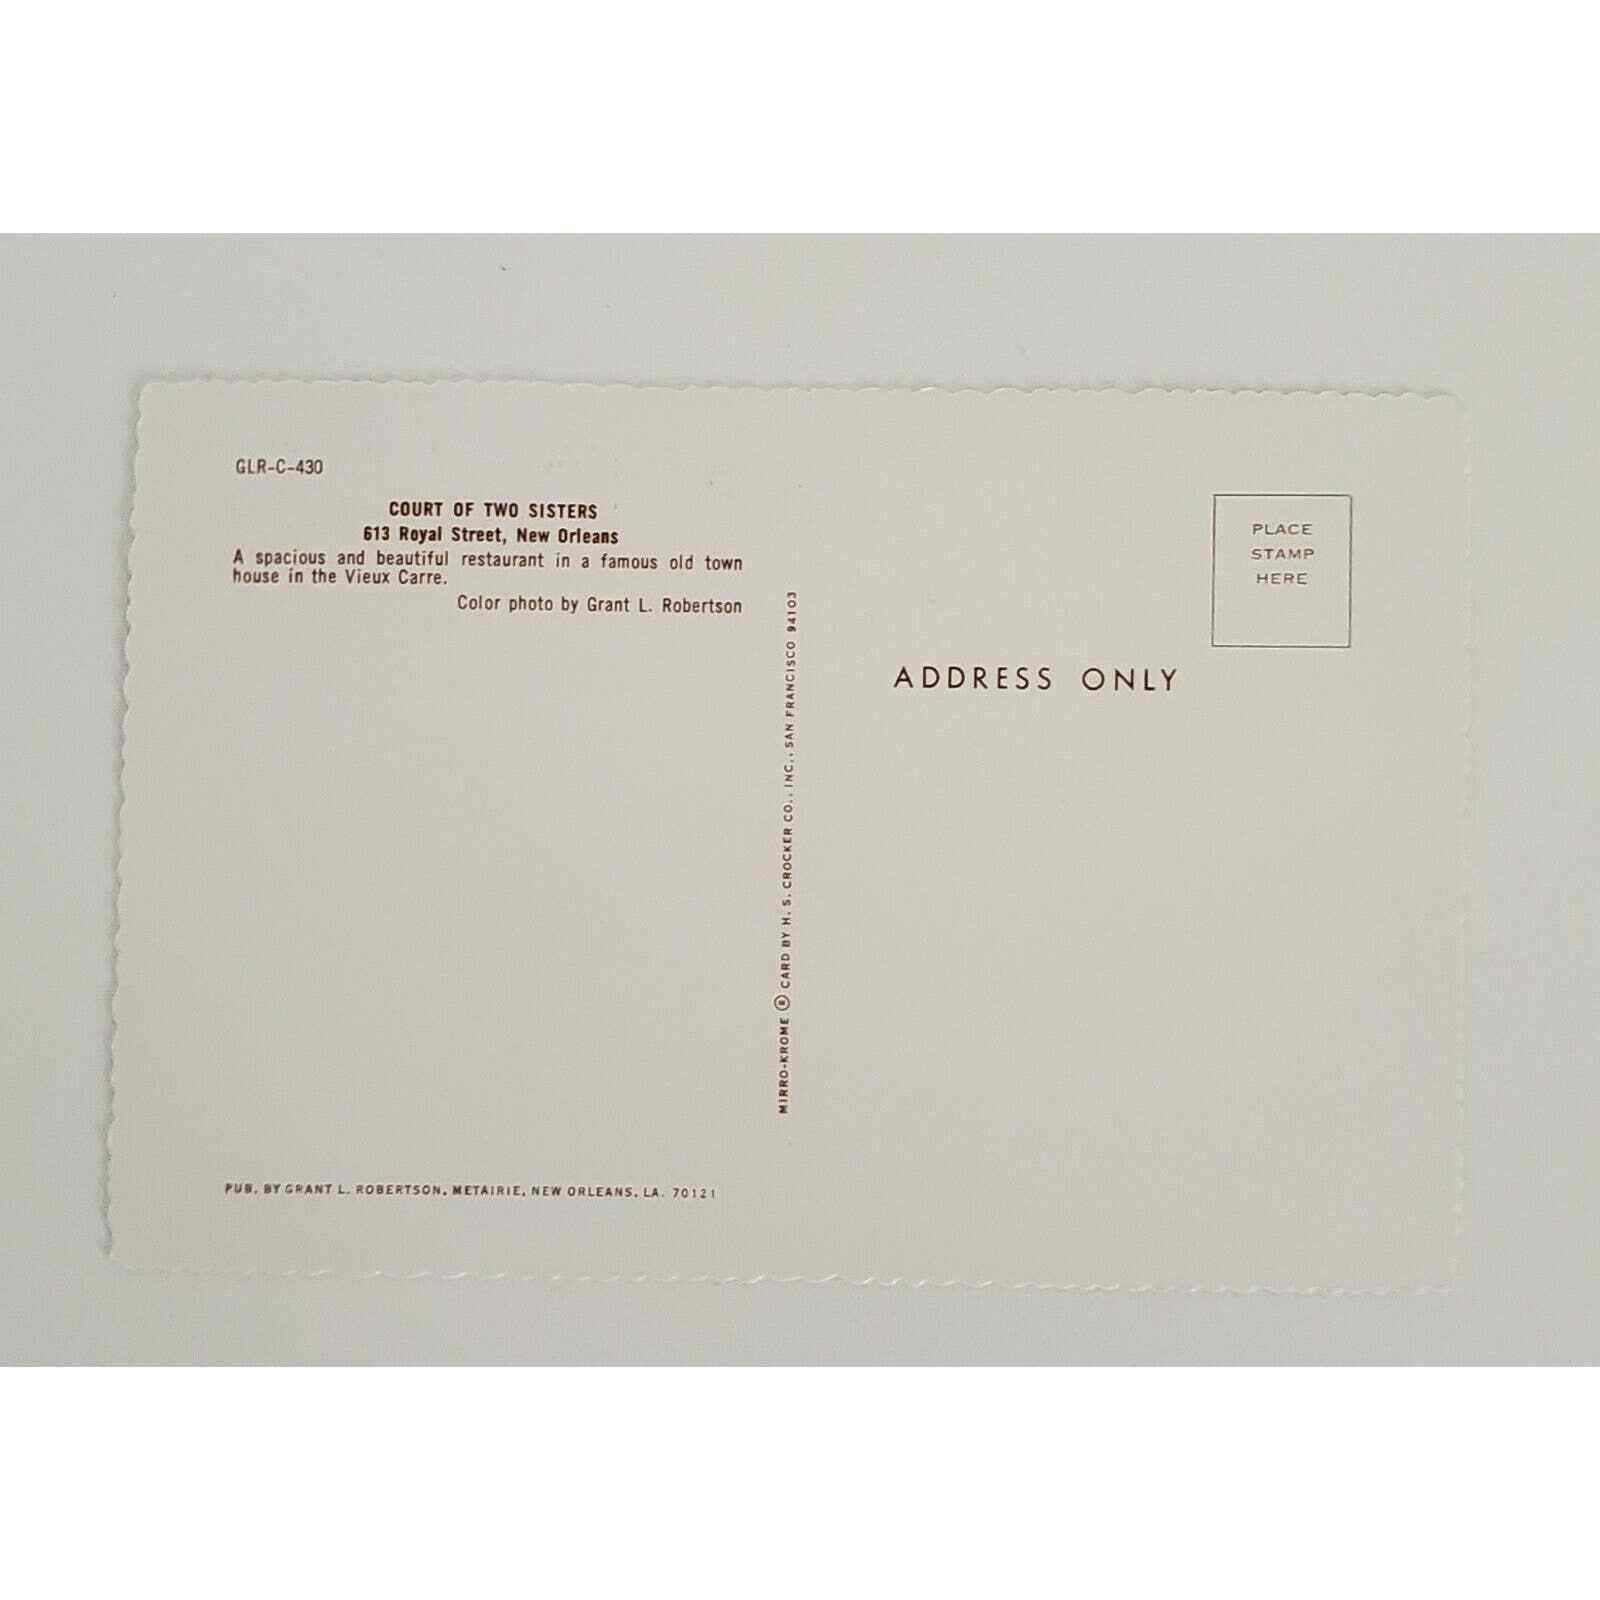 GLR-C-430
COURT OF TWO SISTERS
613 Royal Street, New Orleans
A spacious and beautiful restaurant in a famous old town
house in the Vieux Carre.
Color photo by Grant L. Robertson
PUB. BY GRANT L. ROBERTSON, METAIRIE, NEW ORLEANS, LA. 70121
MIRRO-KROME ® CARD BY H. S. CROCKER CO., INC., SAN FRANCISCO 94103
PLACE
STAMP
HERE
ADDRESS ONLY